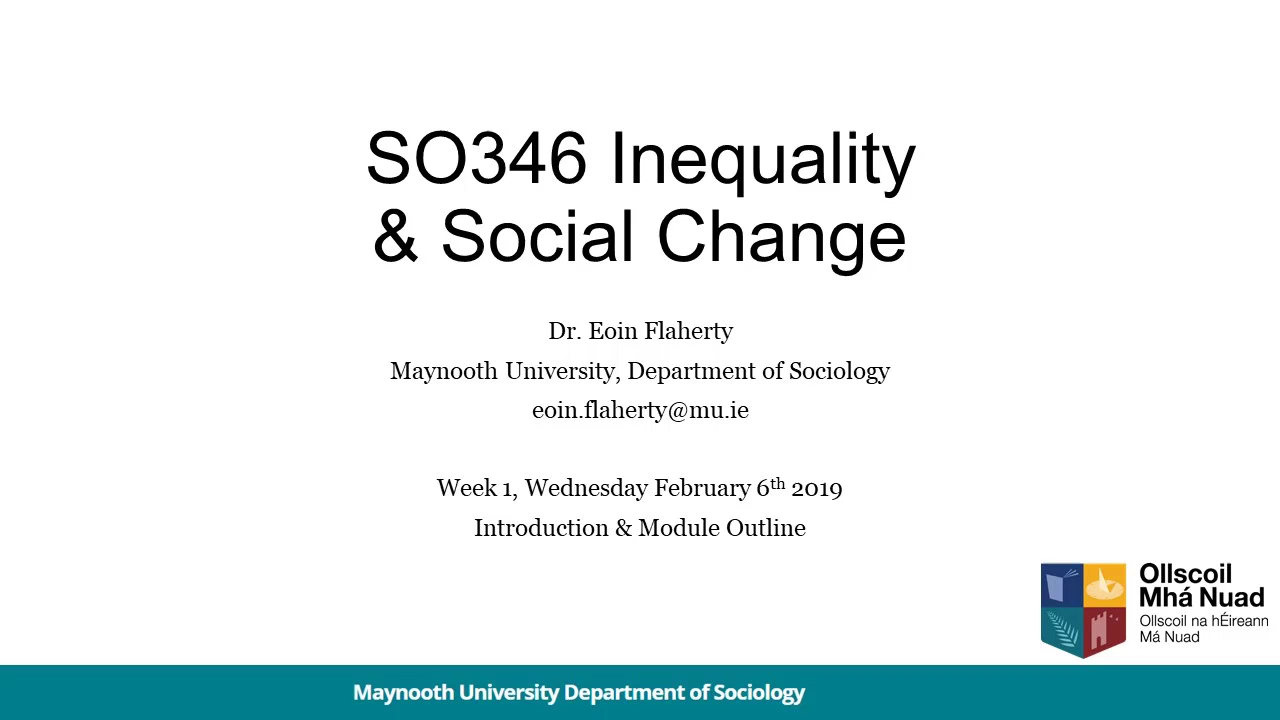 SO346 Inequality
& Social Change
Dr. Eoin Flaherty
Maynooth University, Department of Sociology
eoin.flaherty@mu.ie
Week 1, Wednesday February 6th 2019
Introduction & Module Outline
Ollscoil
Mhá Nuad
Ollscoil na hÉireann
Má Nuad
Maynooth University Department of Sociology